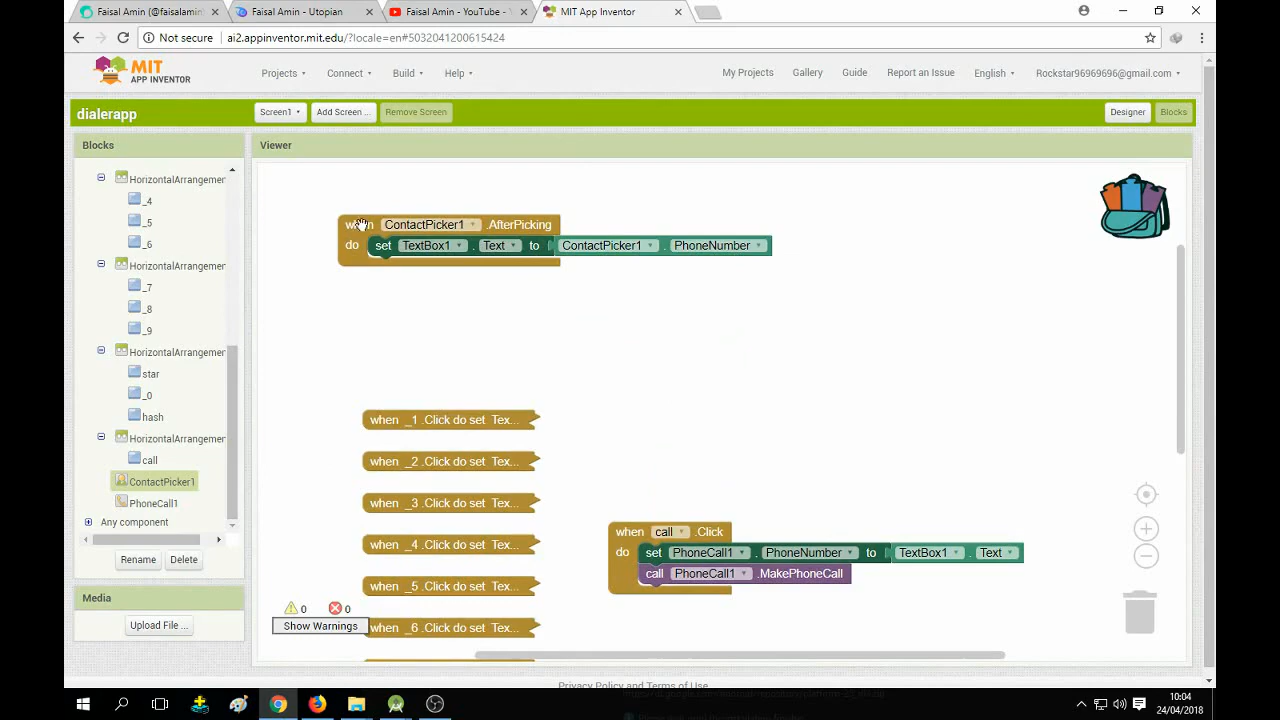 Faisal Amin (@faisalamin
Faisal Amin - Utopian
Faisal Amin - YouTube -
MIT App Inventor
Not secure
ai2.appinventor.mit.edu/?locale=en#5032041200615424
MIT
APP INVENTOR
Projects
Connect
Build
Help
My Projects
Gallery
Guide
Report an Issue
English
Rockstar96969696@gmail.com
dialerapp
Screen1
Add Screen ...
Remove Screen
Designer
Blocks
Blocks
Viewer
HorizontalArrangemen
_4
_5
_6
HorizontalArrangemen
_7
_8
_9
HorizontalArrangemen
star
_0
hash
HorizontalArrangemen
call
ContactPicker1
PhoneCall1
Any component
Rename
Delete
Media
Upload File ...
when ContactPicker1 .AfterPicking
do set TextBox1 . Text to ContactPicker1 . PhoneNumber
when _1 .Click do set Tex...
when _2 .Click do set Tex...
when _3 .Click do set Tex...
when _4 .Click do set Tex...
when _5 .Click do set Tex...
when _6 .Click do set Tex...
when call .Click
do set PhoneCall1 . PhoneNumber to TextBox1 . Text
call PhoneCall1 .MakePhoneCall
0 0
Show Warnings
Privacy Policy and Terms of Use
10:04
24/04/2018